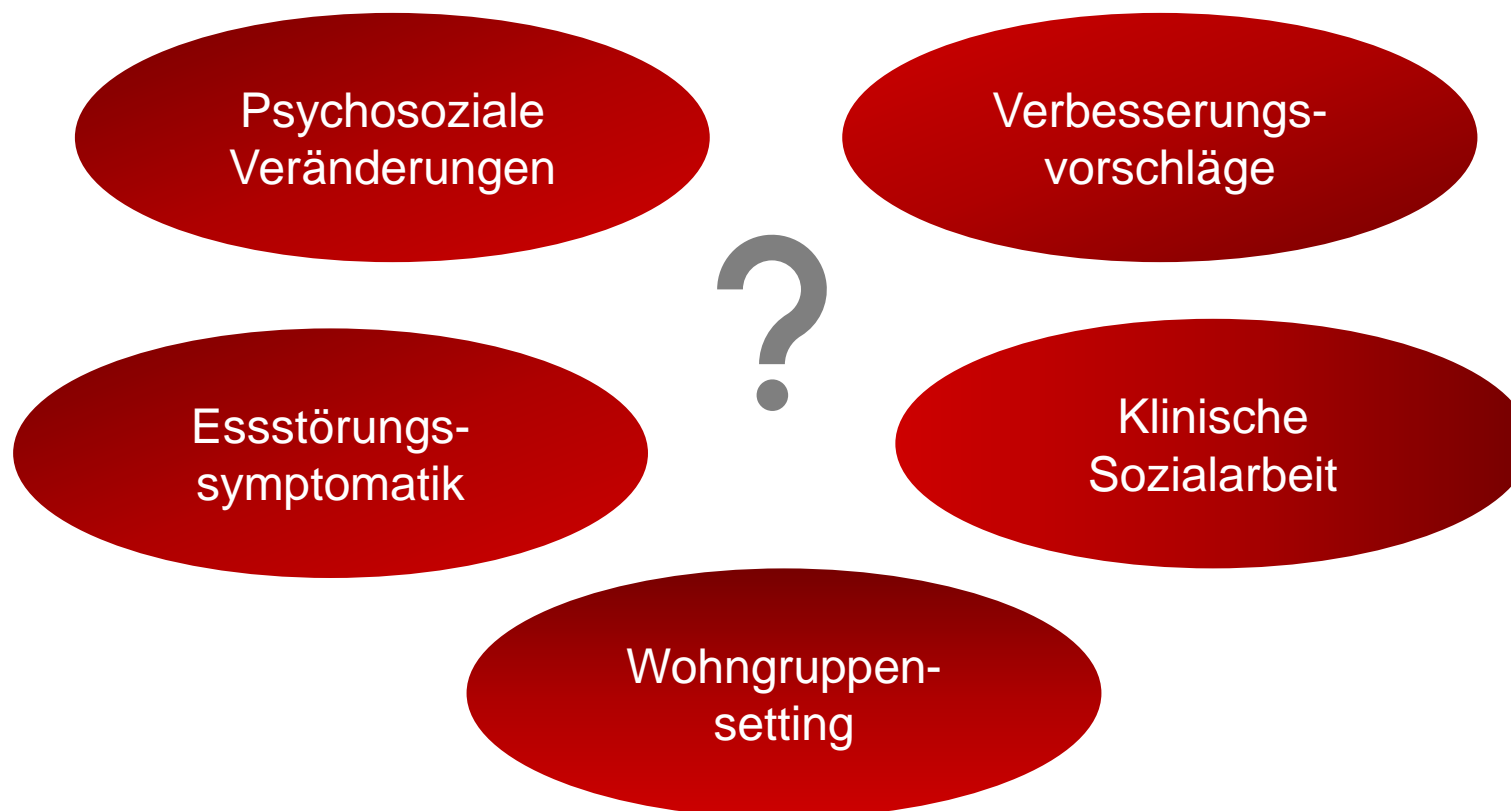 Psychosoziale
Veränderungen
Verbesserungs-
vorschläge
?
Essstörungs-
symptomatik
Klinische
Sozialarbeit
Wohngruppen-
setting